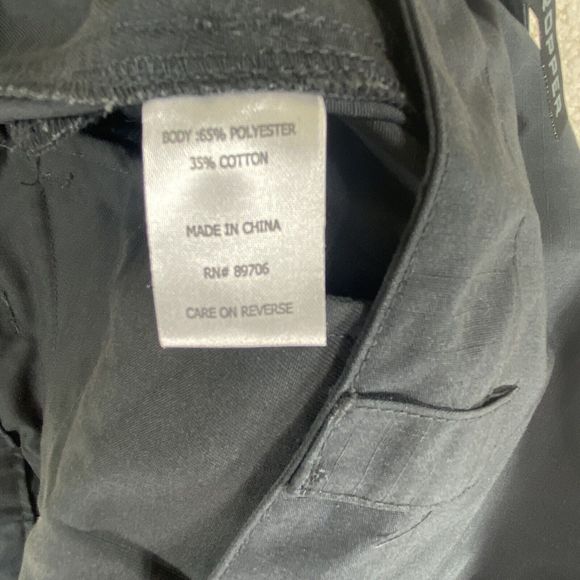 BODY :65% POLYESTER
35% COTTON
MADE IN CHINA
RN# 89706
CARE ON REVERSE